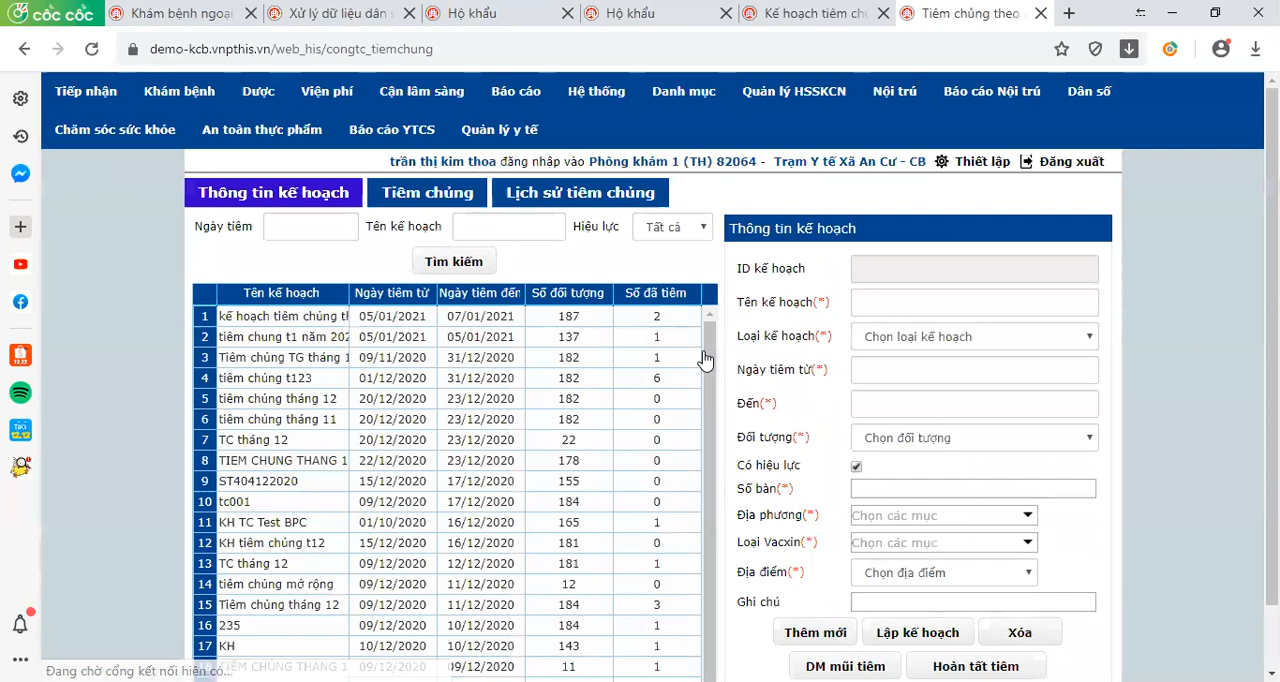 cốc cốc
Khám bệnh ngoại
Xử lý dữ liệu dân s
Hộ khẩu
Hộ khẩu
Kế hoạch tiêm ch
Tiêm chủng theo
demo-kcb.vnpthis.vn/web_his/congtc_tiemchung
Tiếp nhận Khám bệnh Dược Viện phí Cận lâm sàng Báo cáo Hệ thống Danh mục Quản lý HSSKCN Nội trú Báo cáo Nội trú Dân số
Chăm sóc sức khỏe An toàn thực phẩm Báo cáo YTCS Quản lý y tế
trần thị kim thoa đăng nhập vào Phòng khám 1 (TH) 82064 - Trạm Y tế Xã An Cư - CB Thiết lập Đăng xuất
Thông tin kế hoạch Tiêm chủng Lịch sử tiêm chủng
Ngày tiêm Tên kế hoạch Hiệu lực Tất cả
Tìm kiếm
Tên kế hoạch Ngày tiêm từ Ngày tiêm đến Số đối tượng Số đã tiêm
1 kế hoạch tiêm chủng th 05/01/2021 07/01/2021 187 2
2 tiêm chung t1 năm 202 05/01/2021 05/01/2021 137 1
3 Tiêm chủng TG tháng 1 09/11/2020 31/12/2020 182 1
4 tiêm chủng t123 01/12/2020 31/12/2020 182 6
5 tiêm chủng tháng 12 20/12/2020 23/12/2020 182 0
6 tiêm chủng tháng 11 20/12/2020 23/12/2020 182 0
7 TC tháng 12 20/12/2020 23/12/2020 22 0
8 TIEM CHUNG THANG 1 22/12/2020 23/12/2020 178 0
9 ST404122020 15/12/2020 17/12/2020 155 0
10 tc001 09/12/2020 17/12/2020 184 0
11 KH TC Test BPC 01/10/2020 16/12/2020 165 1
12 KH tiêm chủng t12 15/12/2020 16/12/2020 181 0
13 TC tháng 12 09/12/2020 12/12/2020 181 1
14 tiêm chủng mở rộng 09/12/2020 11/12/2020 12 0
15 Tiêm chủng tháng 12 09/12/2020 11/12/2020 184 3
16 235 09/12/2020 10/12/2020 184 1
17 KH 10/12/2020 10/12/2020 143 1
18 TIÊM CHỦNG THÁNG 1 09/12/2020 09/12/2020 11 1
Thông tin kế hoạch
ID kế hoạch
Tên kế hoạch(*)
Loại kế hoạch(*) Chọn loại kế hoạch
Ngày tiêm từ(*)
Đến(*)
Đối tượng(*) Chọn đối tượng
Có hiệu lực
Số bàn(*)
Địa phương(*) Chọn các mục
Loại Vacxin(*) Chọn các mục
Địa điểm(*) Chọn địa điểm
Ghi chú
Thêm mới Lập kế hoạch Xóa
DM mũi tiêm Hoàn tất tiêm
Đang chờ cổng kết nối hiện có...